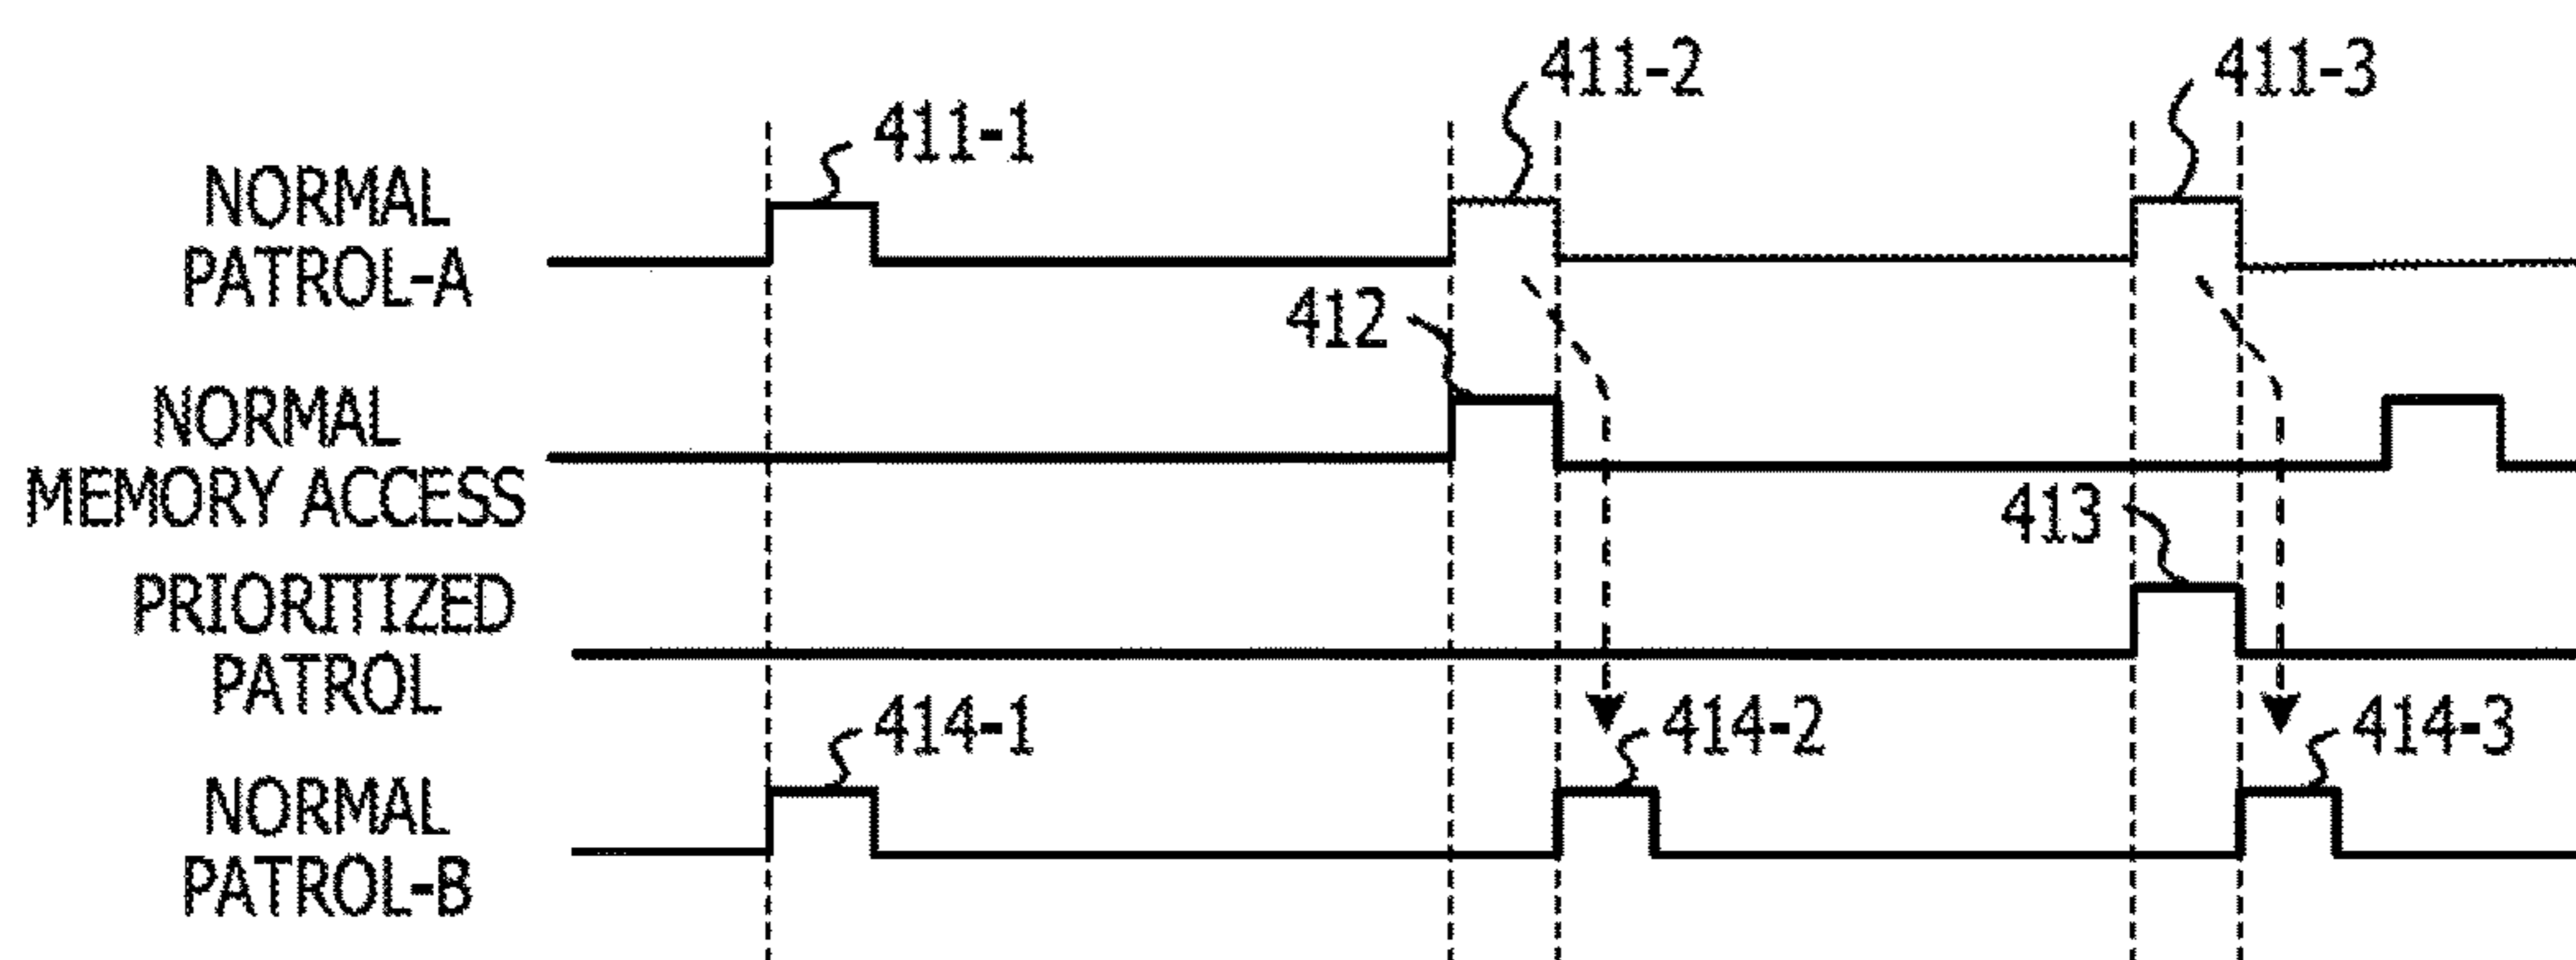 411-2
411-3
411-1
NORMAL
PATROL-A
412
NORMAL
MEMORY ACCESS
413
PRIORITIZED
PATROL
414-1
414-2
414-3
NORMAL
PATROL-B